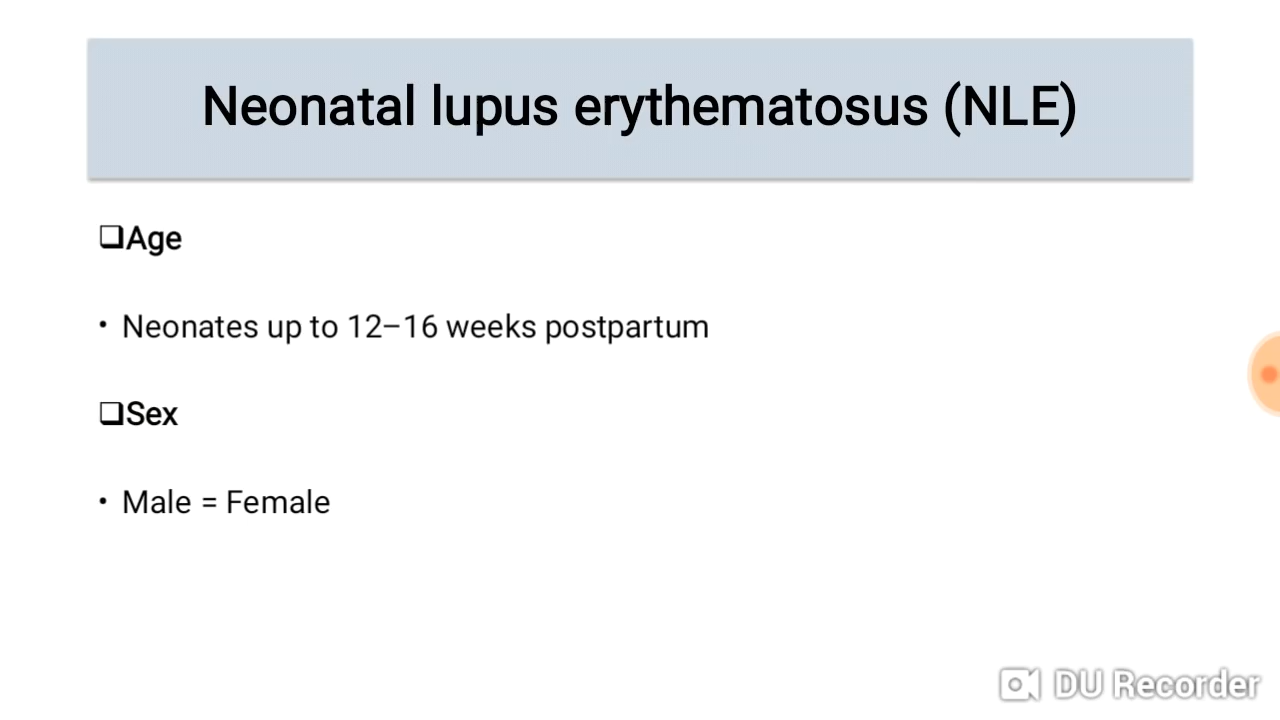 Neonatal lupus erythematosus (NLE)
❑Age
• Neonates up to 12–16 weeks postpartum
❑Sex
• Male = Female
DU Recorder